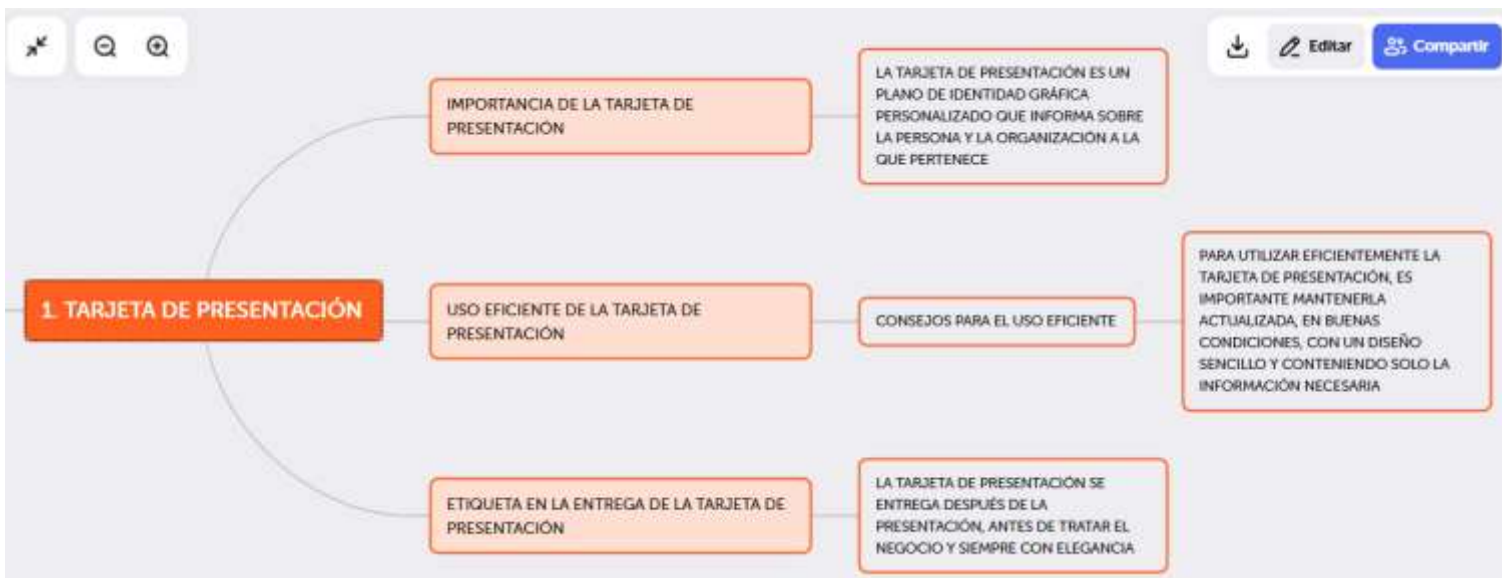 Editar
Compartir
IMPORTANCIA DE LA TARJETA DE
PRESENTACIÓN
LA TARJETA DE PRESENTACIÓN ES UN
PLANO DE IDENTIDAD GRÁFICA
PERSONALIZADO QUE INFORMA SOBRE
LA PERSONA Y LA ORGANIZACIÓN A LA
QUE PERTENECE
1. TARJETA DE PRESENTACIÓN
USO EFICIENTE DE LA TARJETA DE
PRESENTACIÓN
CONSEJOS PARA EL USO EFICIENTE
PARA UTILIZAR EFICIENTEMENTE LA
TARJETA DE PRESENTACIÓN, ES
IMPORTANTE MANTENERLA
ACTUALIZADA, EN BUENAS
CONDICIONES, CON UN DISEÑO
SENCILLO Y CONTENIENDO SOLO LA
INFORMACIÓN NECESARIA
ETIQUETA EN LA ENTREGA DE LA TARJETA DE
PRESENTACIÓN
LA TARJETA DE PRESENTACIÓN SE
ENTREGA DESPUÉS DE LA
PRESENTACIÓN, ANTES DE TRATAR EL
NEGOCIO Y SIEMPRE CON ELEGANCIA